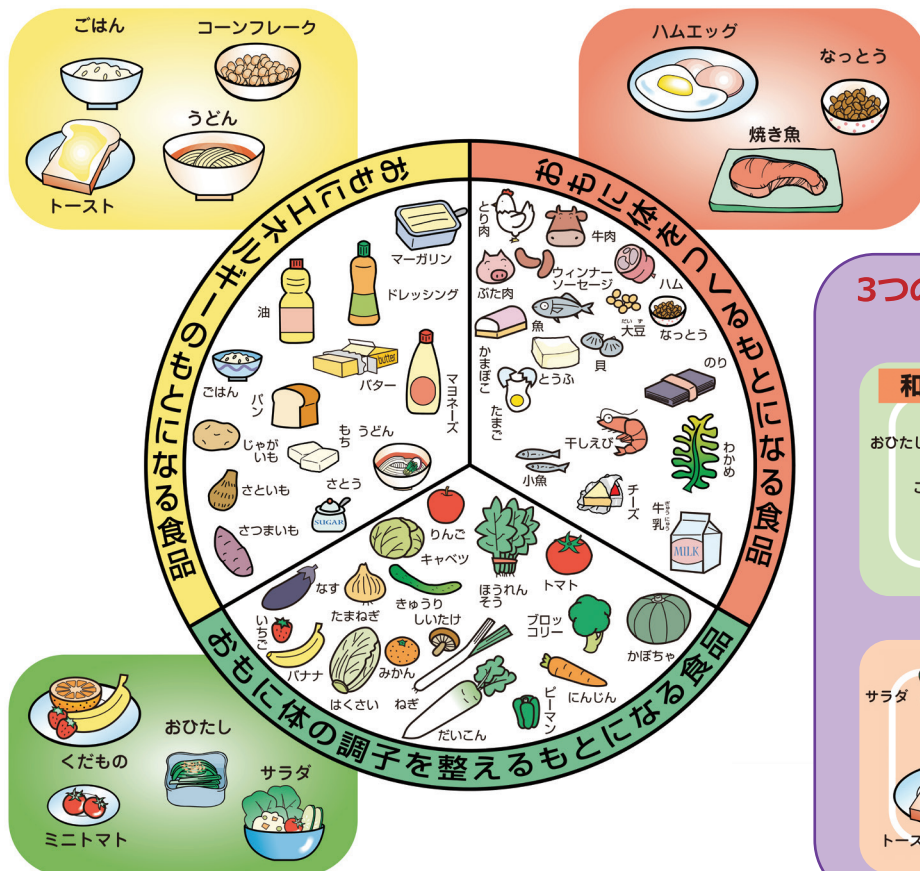 ごはん
コーンフレーク
うどん
トースト
ハムエッグ
なっとう
焼き魚
おもにエネルギーのもとになる食品
マーガリン
油
ドレッシング
バター
マヨネーズ
ごはん
パン
じゃが
いも
もち
うどん
さといも
さとう
SUGAR
さつまいも
butter
おもに体をつくるもとになる食品
とり肉
牛肉
ぶた肉
ウィンナー
ソーセージ
ハム
魚
だいず
大豆
なっとう
かまぼこ
とうふ
貝
のり
たまご
干しえび
わかめ
小魚
チーズ
ぎゅうにゅう
牛乳
MILK
おもに体の調子を整えるもとになる食品
りんご
キャベツ
ほうれん
そう
トマト
なす
たまねぎ
きゅうり
しいたけ
ブロッ
コリー
かぼちゃ
いちご
バナナ
はくさい
みかん
ねぎ
だいこん
ピーマン
にんじん
くだもの
おひたし
ミニトマト
サラダ
3つの
和
おひたし
サラダ
トース